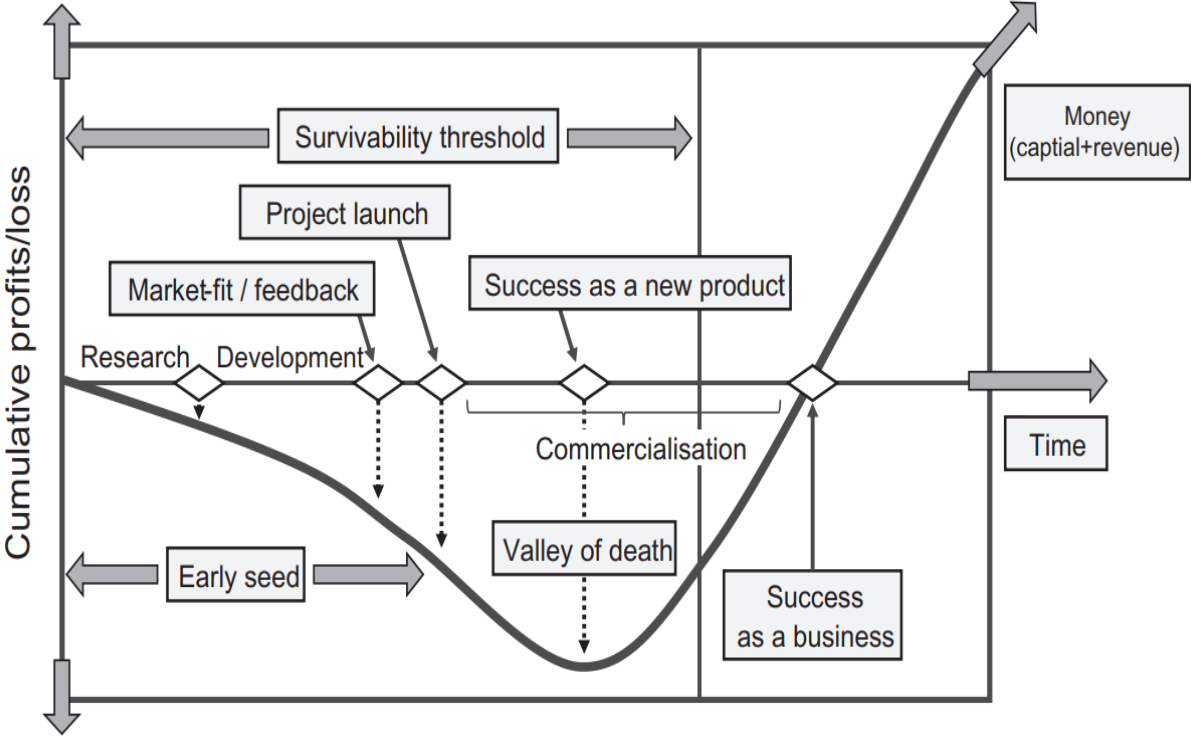 Survivability threshold
Money
(captial+revenue)
Project launch
Market-fit / feedback
Success as a new product
Research
Development
Commercialisation
Time
Cumulative profits/loss
Valley of death
Early seed
Success
as a business